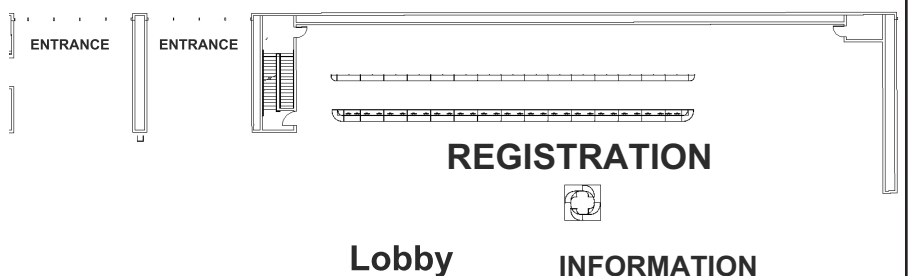 ENTRANCE
ENTRANCE
REGISTRATION
Lobby
INFORMATION